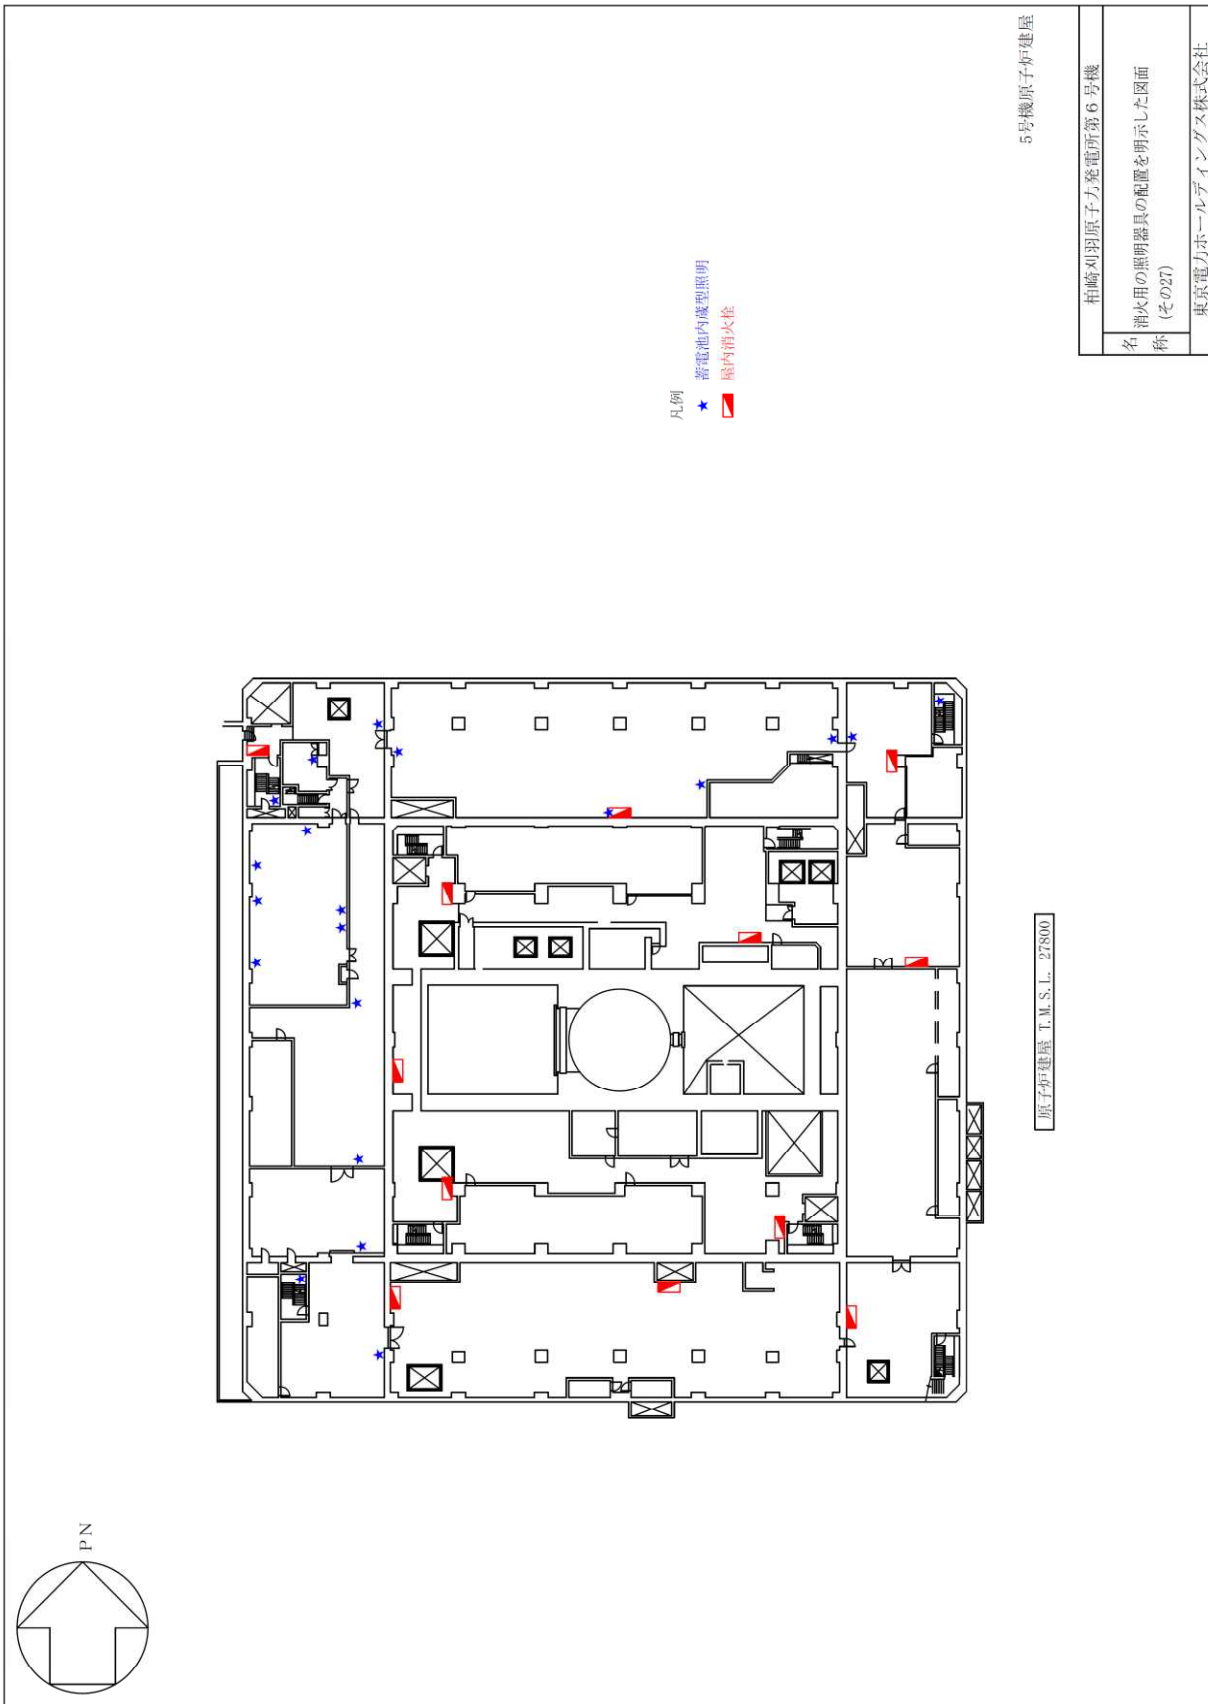 PN
凡例
★ 蓄電池内蔵型照明
屋内消火栓
原子炉建屋 T.M.S.L. 27800
5号機原子炉建屋
柏崎刈羽原子力発電所第6号機
名称
消火用の照明器具の配置を明示した図面
(その27)
東京電力ホールディングス株式会社